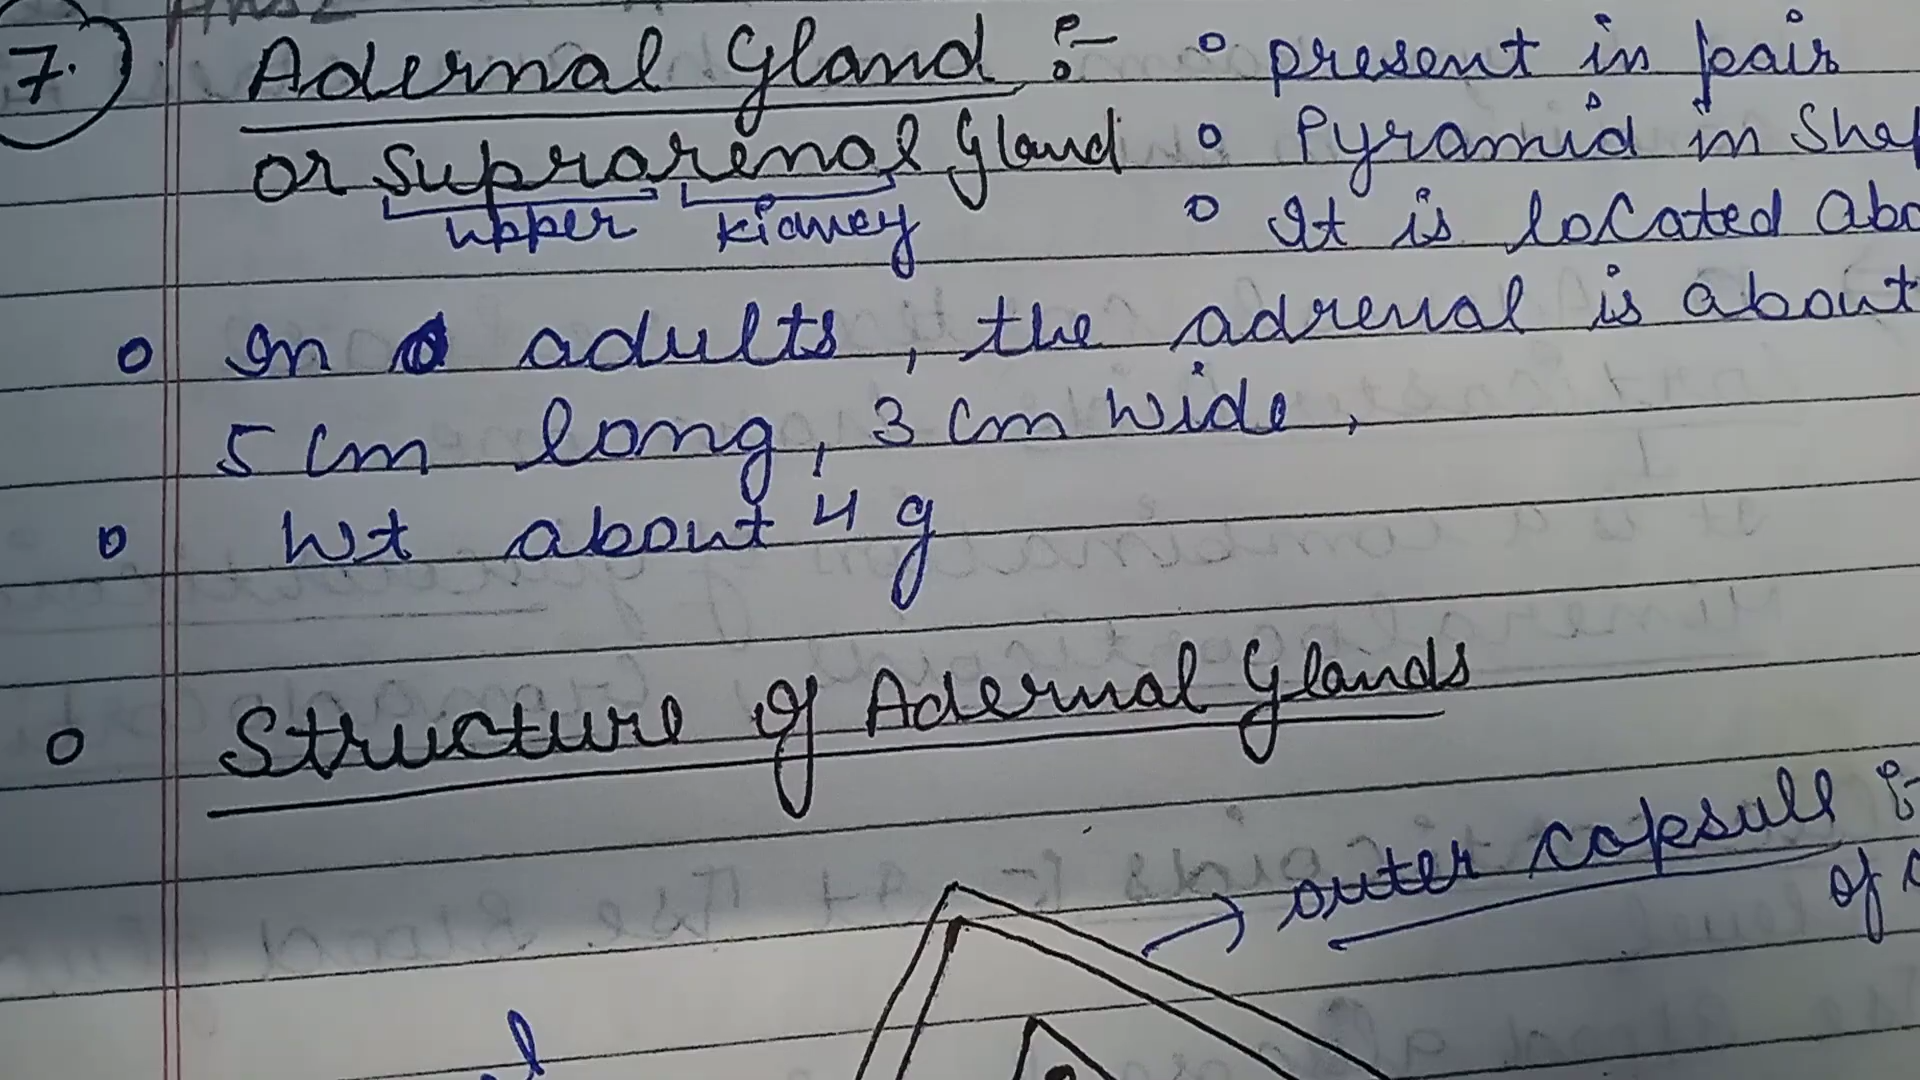 7. Adernal Gland :- o present in pair
or Suprarenal Gland o Pyramid in
upper kidney o It is located
o In adults, the adrenal is about
5 cm long, 3 cm wide,
o Wt about 4 g
o Structure of Adernal Glands
→ outer capsule :-
of